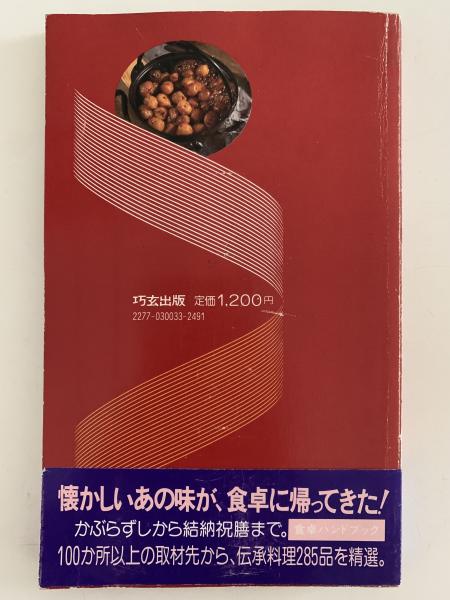 巧玄出版 定価1,200円
2277-030033-2491
懐かしいあの味が、食卓に帰ってきた!
かぶらずしから結納祝膳まで。食卓ハンドブック
100か所以上の取材先から、伝承料理285品を精選。